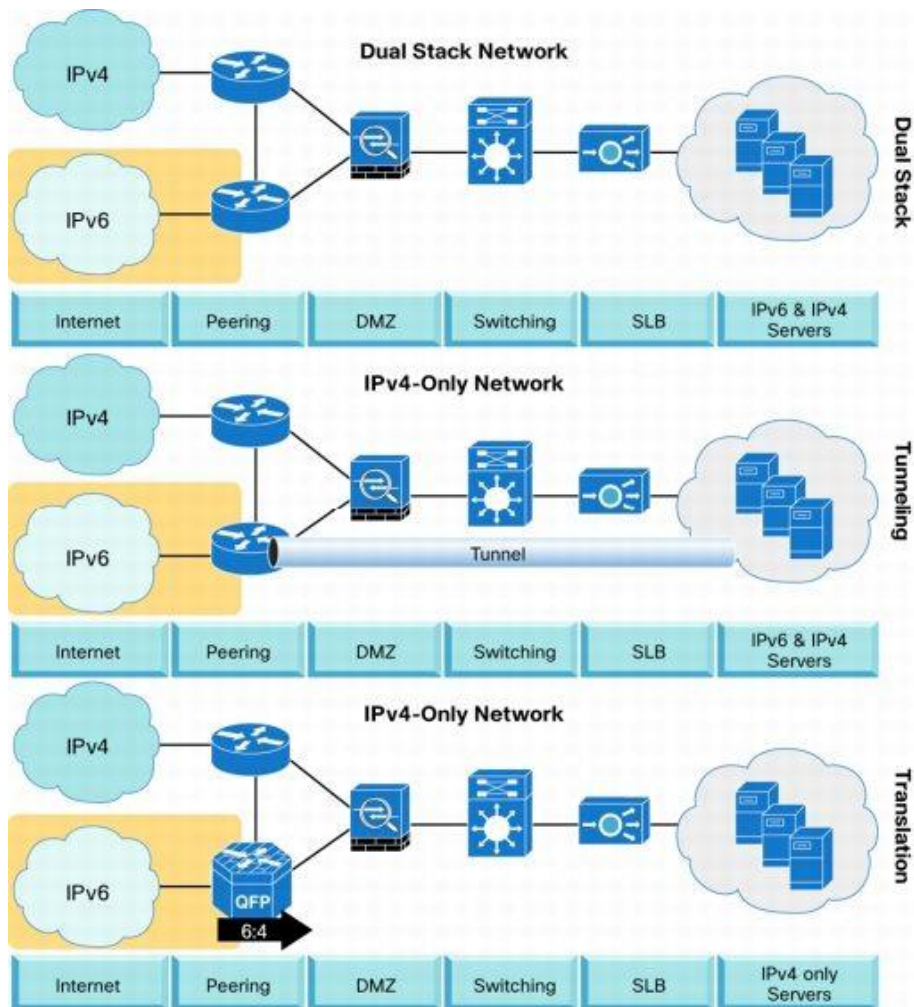 Dual Stack Network
IPv4
IPv6
Dual Stack
Internet
Peering
DMZ
Switching
SLB
IPv6 & IPv4
Servers
IPv4-Only Network
IPv4
IPv6
Tunnel
Tunneling
Internet
Peering
DMZ
Switching
SLB
IPv6 & IPv4
Servers
IPv4-Only Network
IPv4
IPv6
QFP
6:4
Translation
Internet
Peering
DMZ
Switching
SLB
IPv4 only
Servers